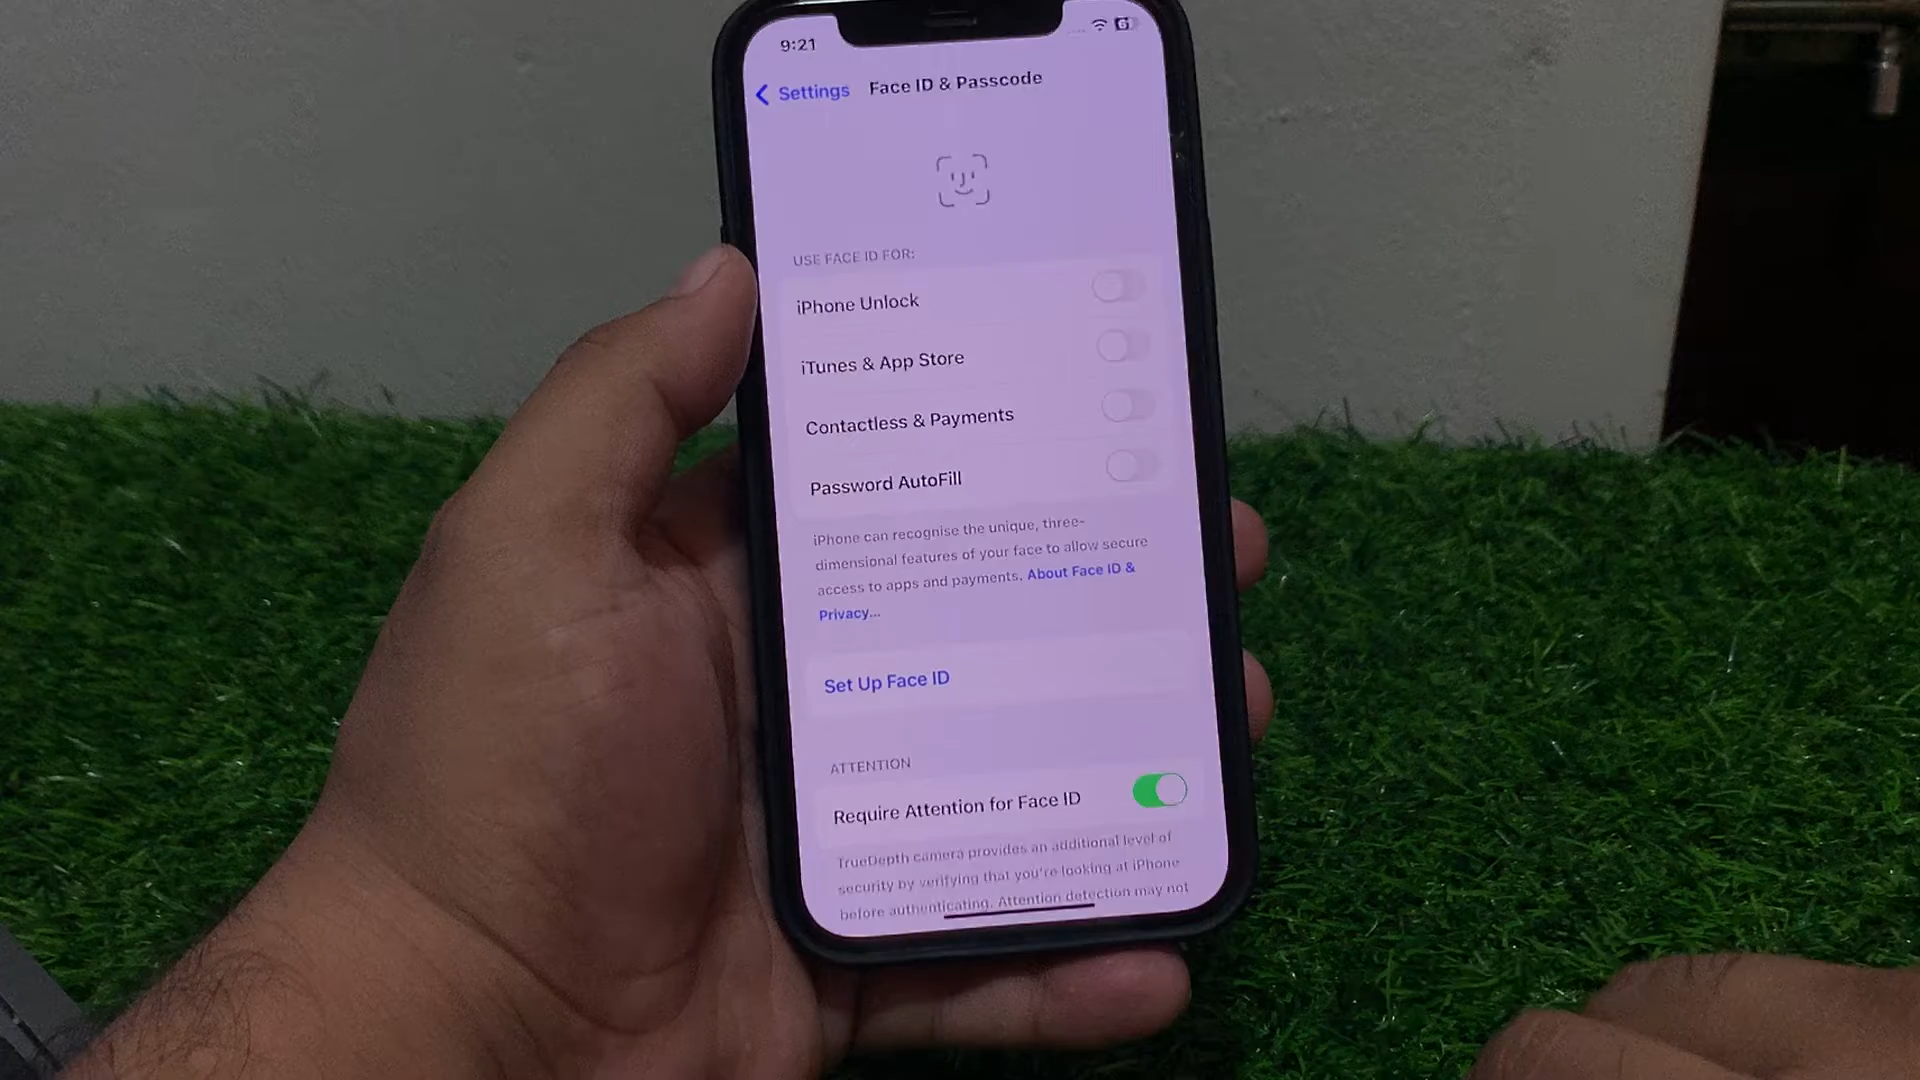 9:21
Settings Face ID & Passcode
USE FACE ID FOR:
iPhone Unlock
iTunes & App Store
Contactless & Payments
Password AutoFill
iPhone can recognise the unique, three-
dimensional features of your face to allow secure
access to apps and payments. About Face ID &
Privacy...
Set Up Face ID
ATTENTION
Require Attention for Face ID
TrueDepth camera provides an additional level of
security by verifying that you're looking at iPhone
before authenticating. Attention detection may not